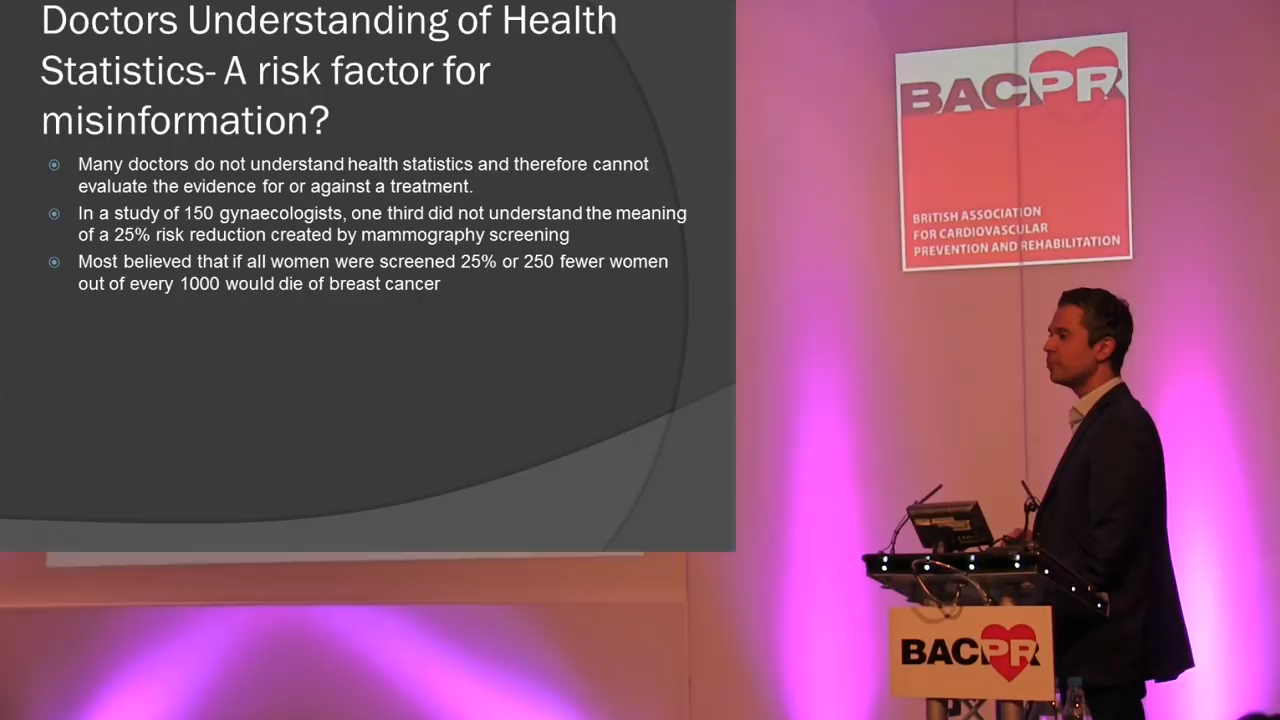 Doctors Understanding of Health
Statistics- A risk factor for
misinformation?
Many doctors do not understand health statistics and therefore cannot
evaluate the evidence for or against a treatment.
In a study of 150 gynaecologists, one third did not understand the meaning
of a 25% risk reduction created by mammography screening
Most believed that if all women were screened 25% or 250 fewer women
out of every 1000 would die of breast cancer
BACPR
BRITISH ASSOCIATION
FOR CARDIOVASCULAR
PREVENTION AND REHABILITATION
BACPR